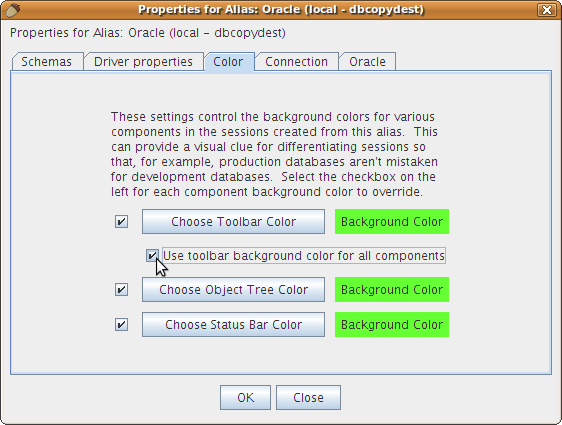 Properties for Alias: Oracle (local - dbcopydest)
Properties for Alias: Oracle (local - dbcopydest)
Schemas Driver properties Color Connection Oracle
These settings control the background colors for various
components in the sessions created from this alias. This
can provide a visual clue for differentiating sessions so
that, for example, production databases aren't mistaken
for development databases. Select the checkbox on the
left for each component background color to override.
Choose Toolbar Color Background Color
Use toolbar background color for all components
Choose Object Tree Color Background Color
Choose Status Bar Color Background Color
OK Close